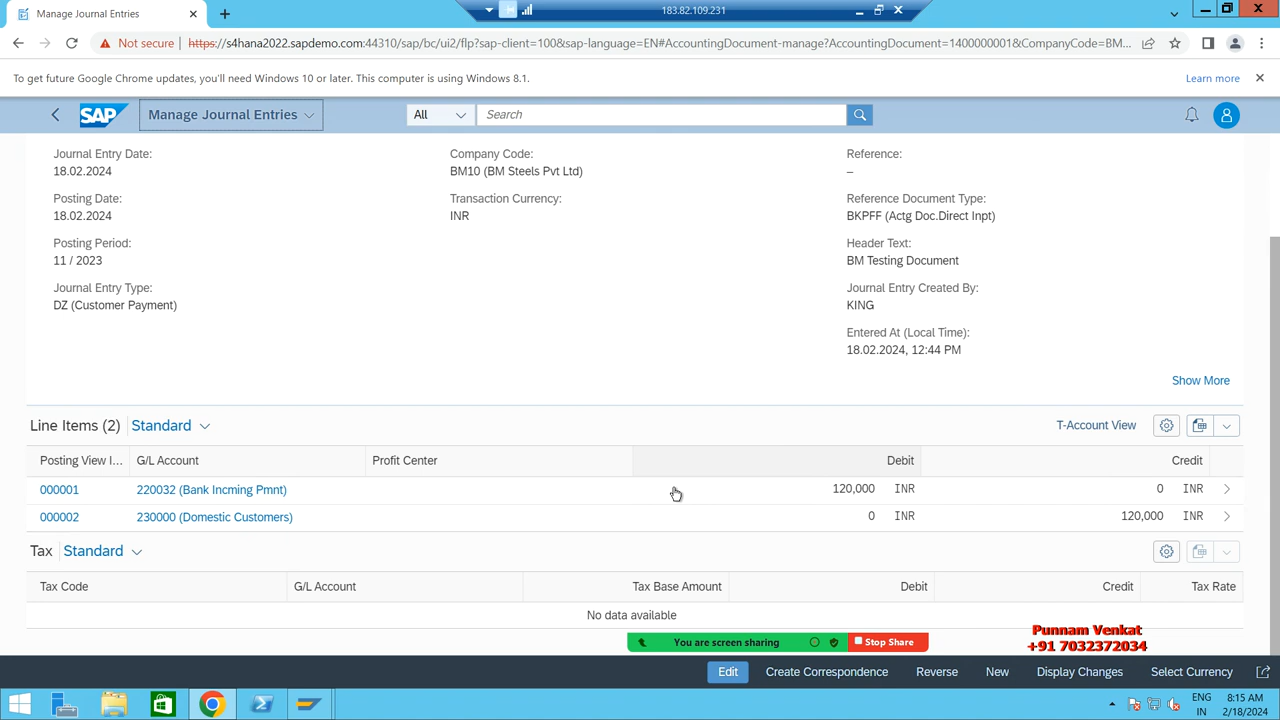 Manage Journal Entries
183.82.109.231
Not secure
https://s4hana2022.sapdemo.com:44310/sap/bc/ui2/flp?sap-client=100&sap-language=EN#AccountingDocument-manage?AccountingDocument=1400000001&CompanyCode=BM...
To get future Google Chrome updates, you'll need Windows 10 or later. This computer is using Windows 8.1.
Learn more
SAP
Manage Journal Entries
All
Search
Journal Entry Date:
18.02.2024
Posting Date:
18.02.2024
Posting Period:
11 / 2023
Journal Entry Type:
DZ (Customer Payment)
Company Code:
BM10 (BM Steels Pvt Ltd)
Transaction Currency:
INR
Reference:
–
Reference Document Type:
BKPFF (Actg Doc.Direct Inpt)
Header Text:
BM Testing Document
Journal Entry Created By:
KING
Entered At (Local Time):
18.02.2024, 12:44 PM
Show More
Line Items (2) Standard
T-Account View
Posting View I... G/L Account Profit Center Debit Credit
000001 220032 (Bank Incming Pmnt) 120,000 INR 0 INR
000002 230000 (Domestic Customers) 0 INR 120,000 INR
Tax Standard
Tax Code G/L Account Tax Base Amount Debit Credit Tax Rate
No data available
You are screen sharing
Stop Share
Punnam Venkat
+91 7032372034
Edit Create Correspondence Reverse New Display Changes Select Currency
ENG
IN
8:15 AM
2/18/2024